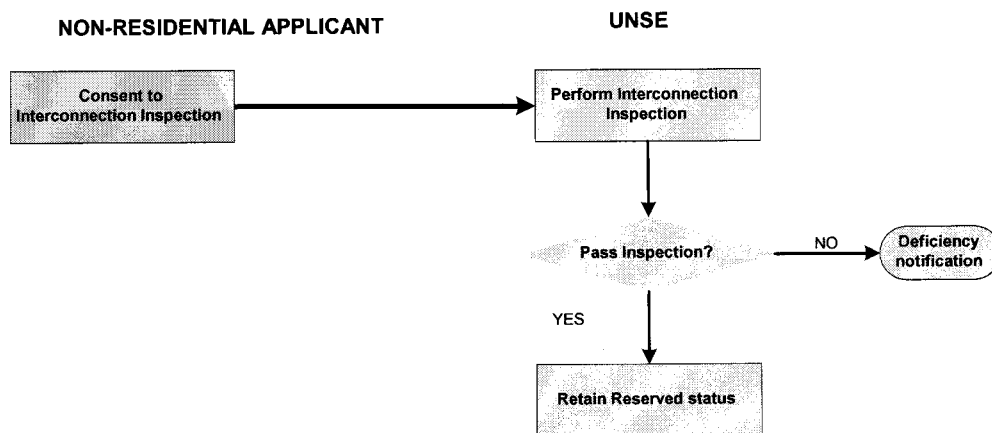 NON-RESIDENTIAL APPLICANT
UNSE
Consent to
Interconnection Inspection
Perform Interconnection
Inspection
Pass Inspection?
NO
Deficiency
notification
YES
Retain Reserved status